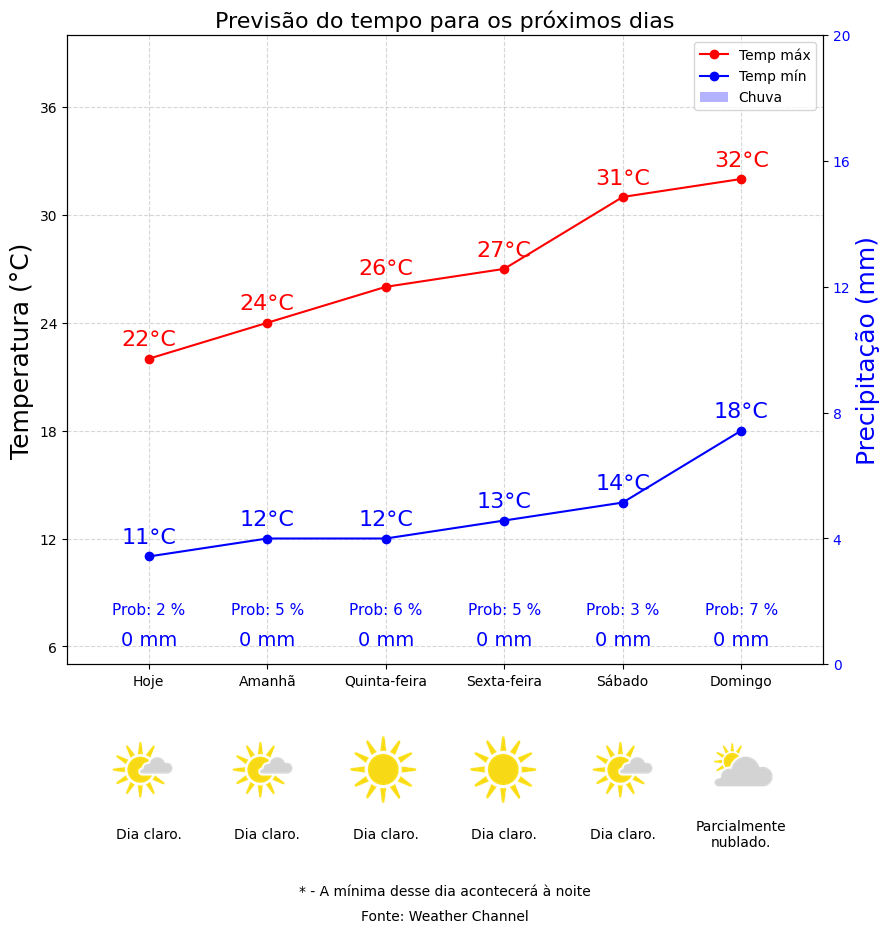 Previsão do tempo para os próximos dias
Temp máx
Temp mín
Chuva
Temperatura (°C)
Precipitação (mm)
36
30
24
18
12
6
20
16
12
8
4
0
22°C
24°C
26°C
27°C
31°C
32°C
11°C
12°C
12°C
13°C
14°C
18°C
Prob: 2 %
Prob: 5 %
Prob: 6 %
Prob: 5 %
Prob: 3 %
Prob: 7 %
0 mm
0 mm
0 mm
0 mm
0 mm
0 mm
Hoje
Amanhã
Quinta-feira
Sexta-feira
Sábado
Domingo
Dia claro.
Dia claro.
Dia claro.
Dia claro.
Dia claro.
Parcialmente
nublado.
* - A mínima desse dia acontecerá à noite
Fonte: Weather Channel